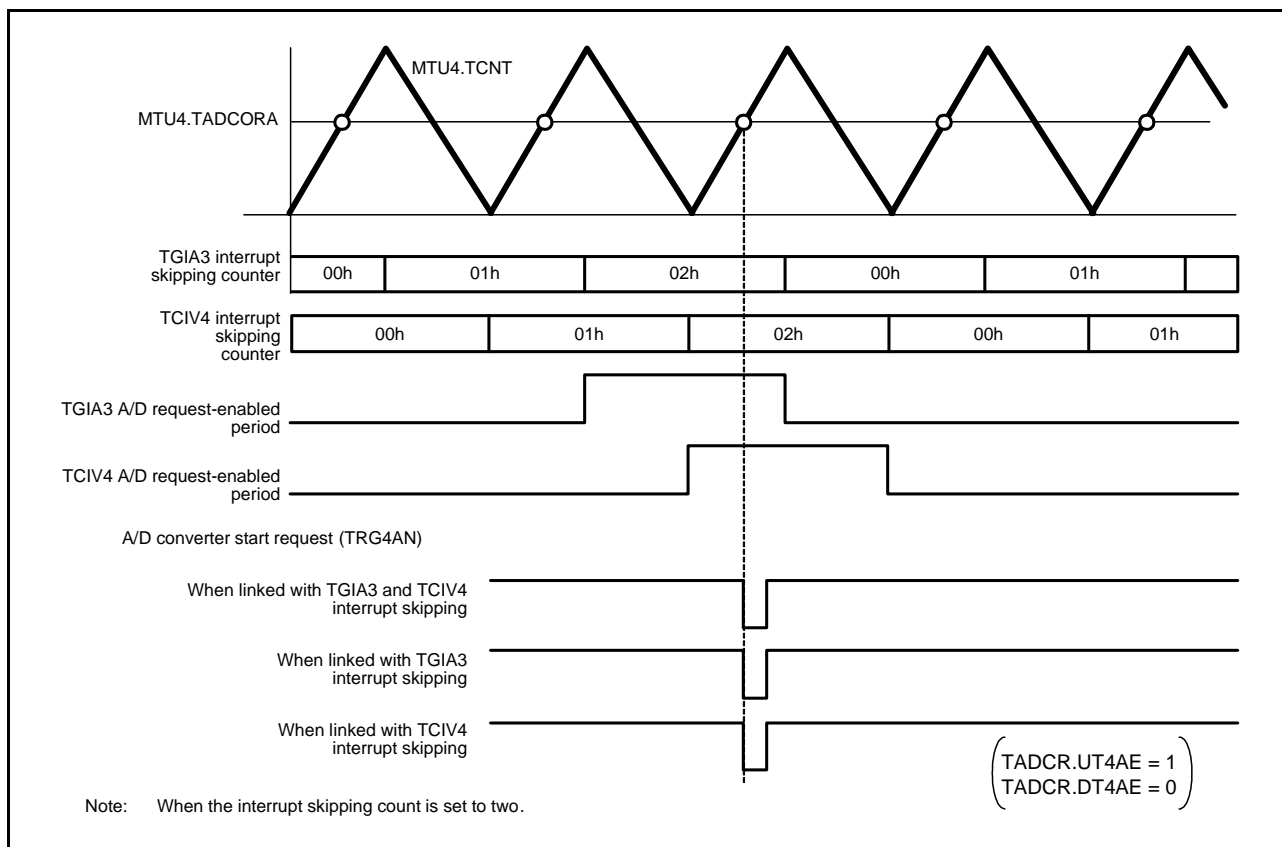 MTU4.TCNT
MTU4.TADCORA
TGIA3 interrupt
skipping counter
00h 01h 02h 00h 01h
TCIV4 interrupt
skipping
counter
00h 01h 02h 00h 01h
TGIA3 A/D request-enabled
period
TCIV4 A/D request-enabled
period
A/D converter start request (TRG4AN)
When linked with TGIA3 and TCIV4
interrupt skipping
When linked with TGIA3
interrupt skipping
When linked with TCIV4
interrupt skipping
TADCR.UT4AE = 1
TADCR.DT4AE = 0
Note: When the interrupt skipping count is set to two.